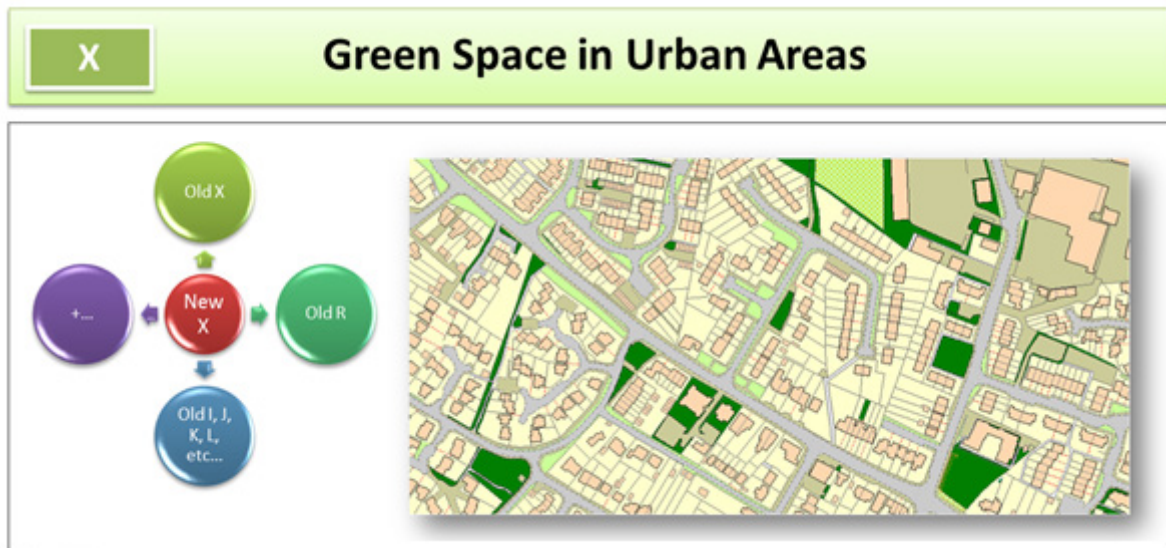 X
Green Space in Urban Areas
Old X
+...
New
X
Old R
Old I, J,
K, L,
etc...